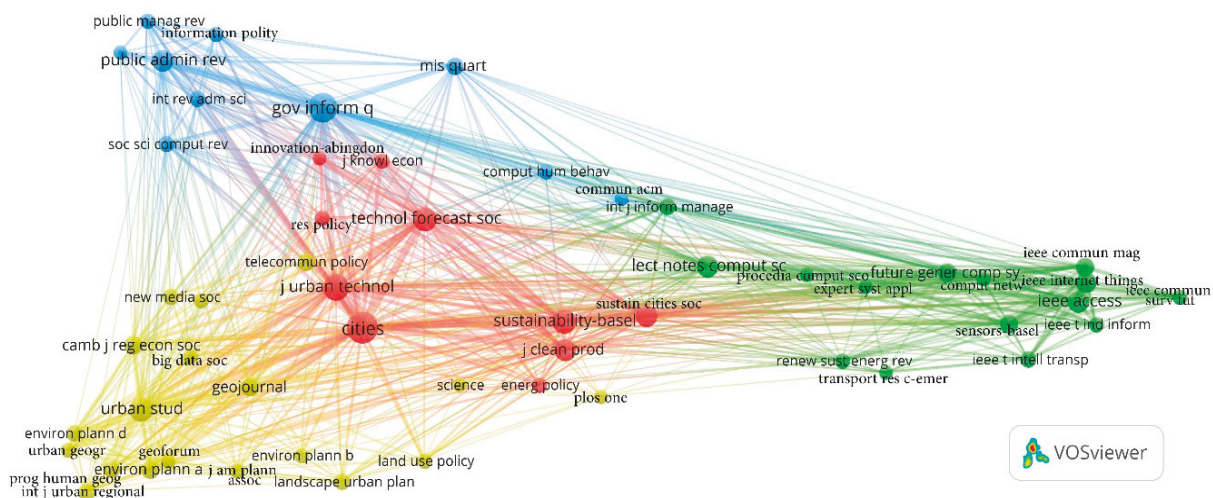 public manag rev
information polity
public admin rev
mis quart
int rev adm sci
gov inform q
soc sci comput rev
innovation-abingdon
j knowl econ
comput hum behav
commun acm
int j inform manage
res policy
technol forecast soc
telecommun policy
lect notes comput sc
ieee commun mag
procedia comput sco
future gener comp sy
j urban technol
expert syst appl
comput netw
ieee internet things
ieee commun
surv tut
new media soc
sustain cities soc
ieee access
cities
sustainability-basel
sensors-basel
ieee t ind inform
camb j reg econ soc
big data soc
j clean prod
renew sust energ rev
ieee t intell transp
transport res c-emer
geojournal
science
energ policy
plos one
urban stud
environ plann d
urban geogr
geoforum
environ plann b
land use policy
environ plann a
j am plann
assoc
prog human geog
int j urban regional
landscape urban plan
VOSviewer